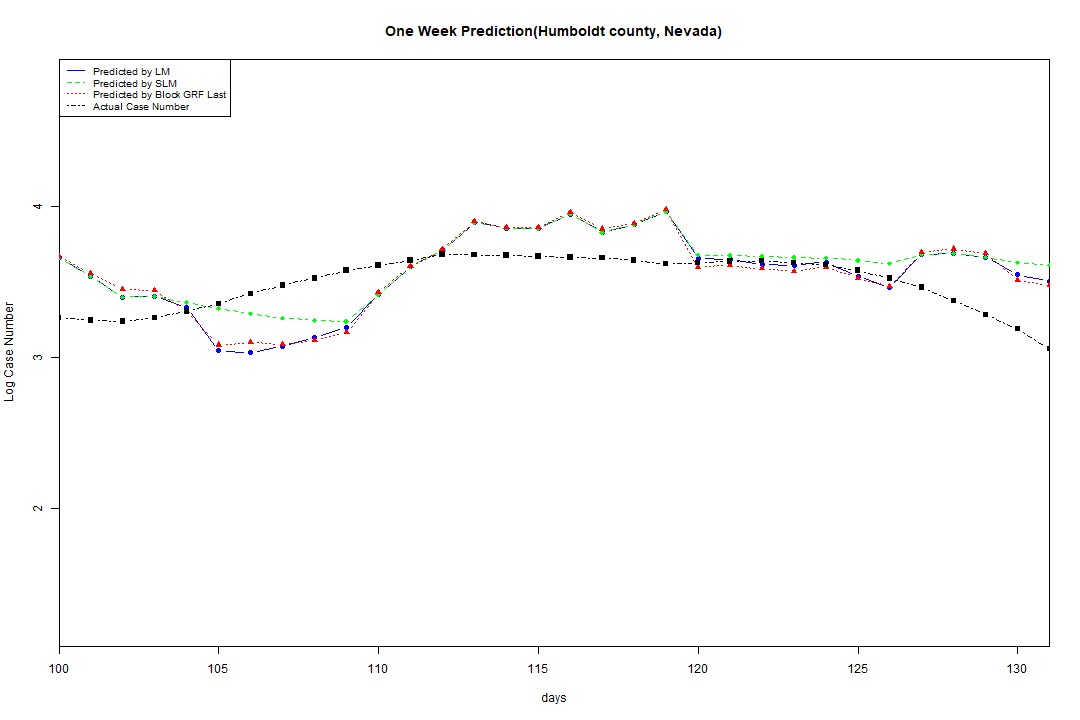 One Week Prediction(Humboldt county, Nevada)
Predicted by LM
Predicted by SLM
Predicted by Block GRF Last
Actual Case Number
4
3
2
Log Case Number
100 105 110 115 120 125 130
days